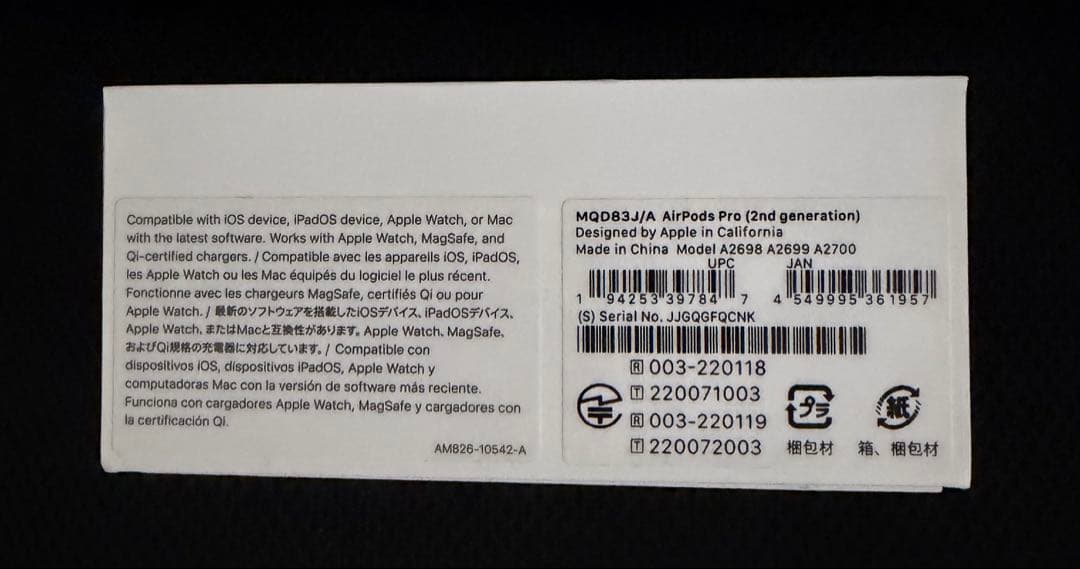 Compatible with iOS device, iPadOS device, Apple Watch, or Mac
with the latest software. Works with Apple Watch, MagSafe, and
Qi-certified chargers. / Compatible avec les appareils iOS, iPadOS,
les Apple Watch ou les Mac équipés du logiciel le plus récent.
Fonctionne avec les chargeurs MagSafe, certifiés Qi ou pour
Apple Watch. / 最新のソフトウェアを搭載したiOSデバイス、iPadOSデバイス、
Apple Watch、またはMacと互換性があります。Apple Watch、MagSafe、
およびQi規格の充電器に対応しています。/ Compatible con
dispositivos iOS, dispositivos iPadOS, Apple Watch y
computadoras Mac con la versión de software más reciente.
Funciona con cargadores Apple Watch, MagSafe y cargadores con
la certificación Qi.
AM826-10542-A
MQD83J/A AirPods Pro (2nd generation)
Designed by Apple in California
Made in China Model A2698 A2699 A2700
UPC JAN
1 94253 39784 7 4 549995 361957
(S) Serial No. JJGQGFQCNK
R 003-220118
T 220071003
R 003-220119
T 220072003
プラ 紙
梱包材 箱、梱包材